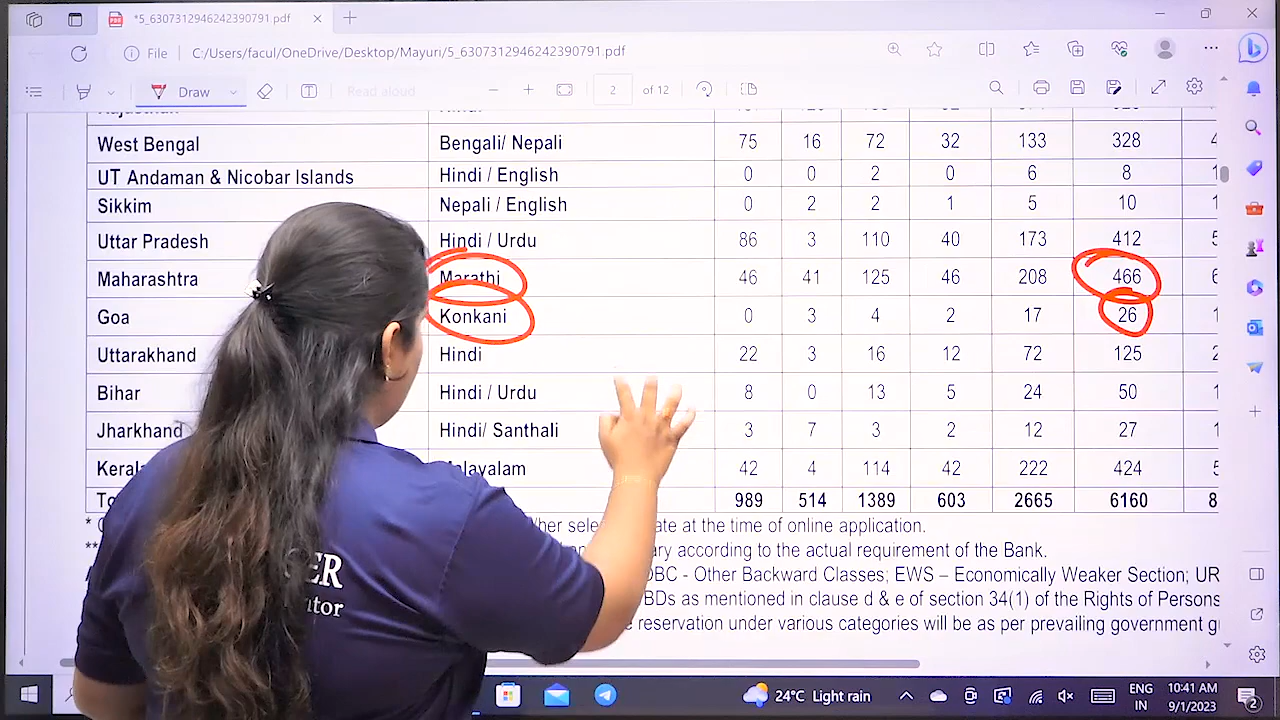 *5_6307312946242390791 pdf
File C:/Users/facul/OneDrive/Desktop/Mayuri/5_6307312946242390791.pdf
Draw Read aloud 2 of 12
West Bengal Bengali/ Nepali 75 16 72 32 133 328
UT Andaman & Nicobar Islands Hindi / English 0 0 2 0 6 8
Sikkim Nepali / English 0 2 2 1 5 10
Uttar Pradesh Hindi / Urdu 86 3 110 40 173 412
Maharashtra Marathi 46 41 125 46 208 466
Goa Konkani 0 3 4 2 17 26
Uttarakhand Hindi 22 3 16 12 72 125
Bihar Hindi / Urdu 8 0 13 5 24 50
Jharkhand Hindi/ Santhali 3 7 3 2 12 27
Malayalam 42 4 114 42 222 424
989 514 1389 603 2665 6160
at the time of online application.
according to the actual requirement of the Bank.
- Other Backward Classes; EWS – Economically Weaker Section; UR
as mentioned in clause d & e of section 34(1) of the Rights of Persons
reservation under various categories will be as per prevailing government
24°C Light rain ENG 10:41 AM
IN 9/1/2023
2